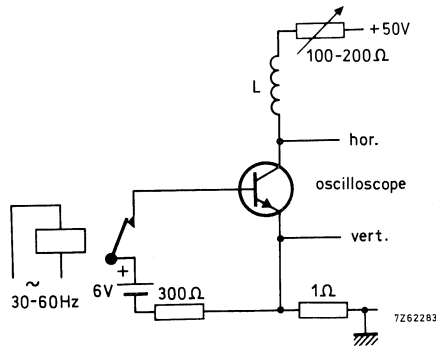 +50V
100-200Ω
L
hor.
oscilloscope
vert.
~
+
30-60Hz
6V
300Ω
1Ω
7Z62283